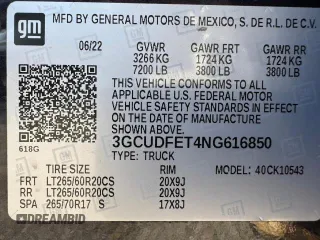 gm
MFD BY GENERAL MOTORS DE MEXICO, S. DE R.L. DE C.V.
06/22 GVWR GAWR FRT GAWR RR
3266 KG 1724 KG 1724 KG
7200 LB 3800 LB 3800 LB
THIS VEHICLE CONFORMS TO ALL
APPLICABLE U.S. FEDERAL MOTOR
VEHICLE SAFETY STANDARDS IN EFFECT
ON THE DATE OF MANUFACTURE SHOWN
ABOVE.
618G
3GCUDFET4NG616850
TYPE: TRUCK
MODEL: 40CK10543
TIRE SIZE RIM
FRT LT265/60R20CS 20X9J
RR LT265/60R20CS 20X9J
SPA 265/70R17 S 17X8J
DREAMBID